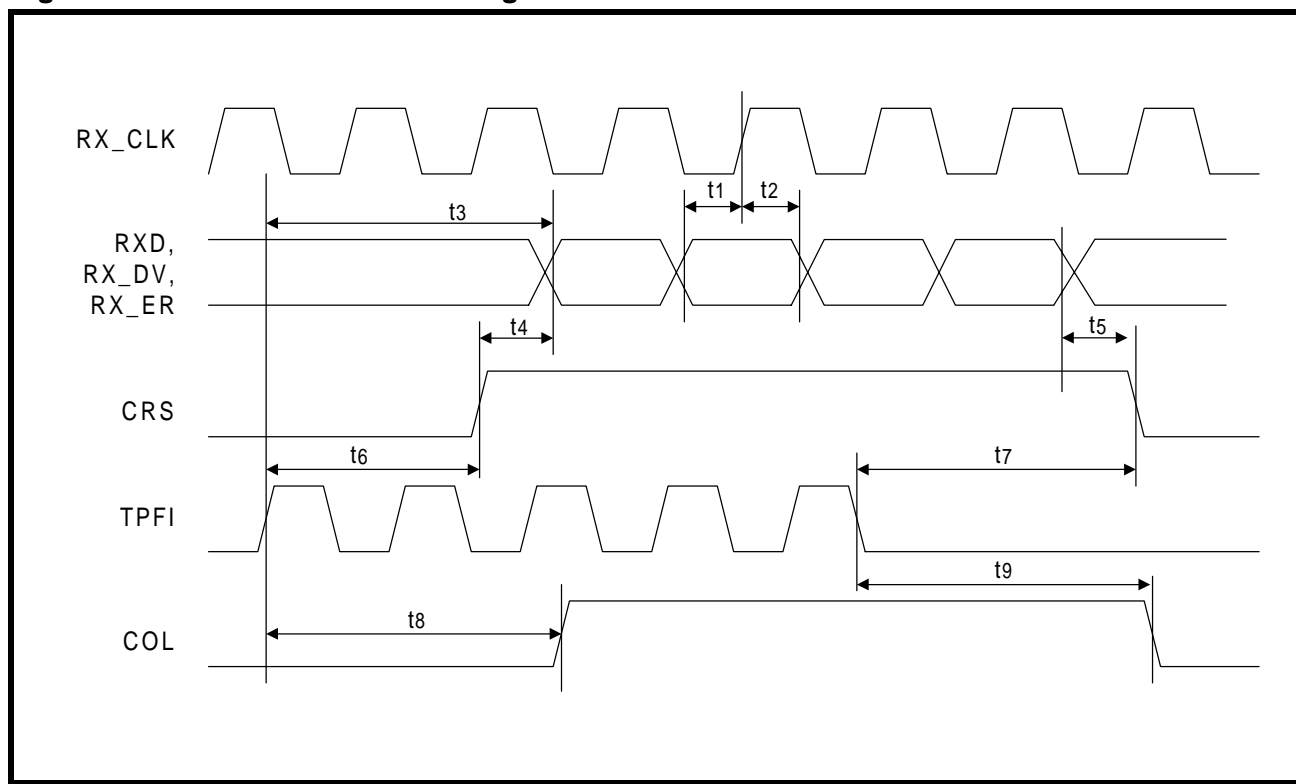 RX_CLK
t1
t2
t3
RXD,
RX_DV,
RX_ER
t4
t5
CRS
t6
t7
TPFI
t9
t8
COL